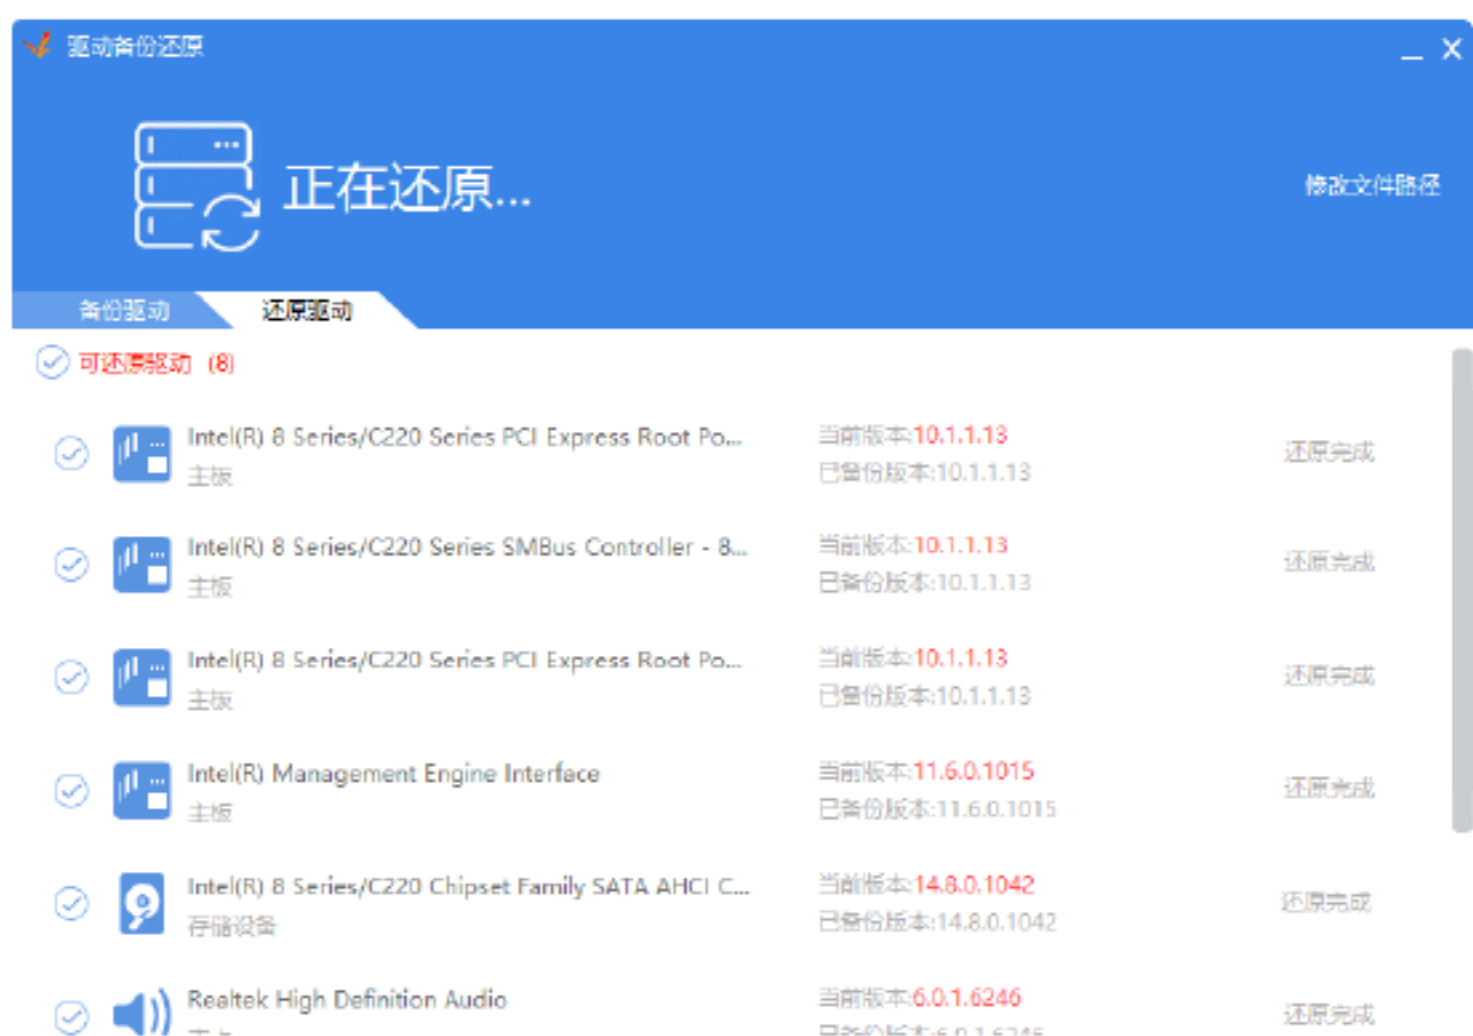 驱动备份还原
正在还原...
修改文件路径
备份驱动
还原驱动
可还原驱动 (8)
Intel(R) 8 Series/C220 Series PCI Express Root Po...
当前版本:10.1.1.13
还原完成
主板
已备份版本:10.1.1.13
Intel(R) 8 Series/C220 Series SMBus Controller - 8...
当前版本:10.1.1.13
还原完成
主板
已备份版本:10.1.1.13
Intel(R) 8 Series/C220 Series PCI Express Root Po...
当前版本:10.1.1.13
还原完成
主板
已备份版本:10.1.1.13
Intel(R) Management Engine Interface
当前版本:11.6.0.1015
还原完成
主板
已备份版本:11.6.0.1015
Intel(R) 8 Series/C220 Chipset Family SATA AHCI C...
当前版本:14.8.0.1042
还原完成
存储设备
已备份版本:14.8.0.1042
Realtek High Definition Audio
当前版本:6.0.1.6246
还原完成
已备份版本:6.0.1.6246